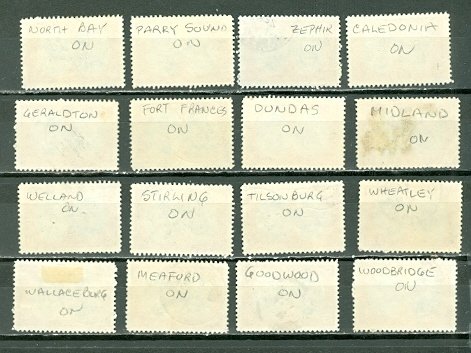 NORTH BAY
ON
PARRY SOUND
ON
ZEPHIR
ON
CALEDONIA
ON
GERALDTON
ON
FORT FRANCES
ON
DUNDAS
ON
MIDLAND
ON
WELLAND
ON
STIRLING
ON
TILSONBURG
ON
WHEATLEY
ON
WALLACEBURG
ON
MEAFORD
ON
GOODWOOD
ON
WOODBRIDGE
ON